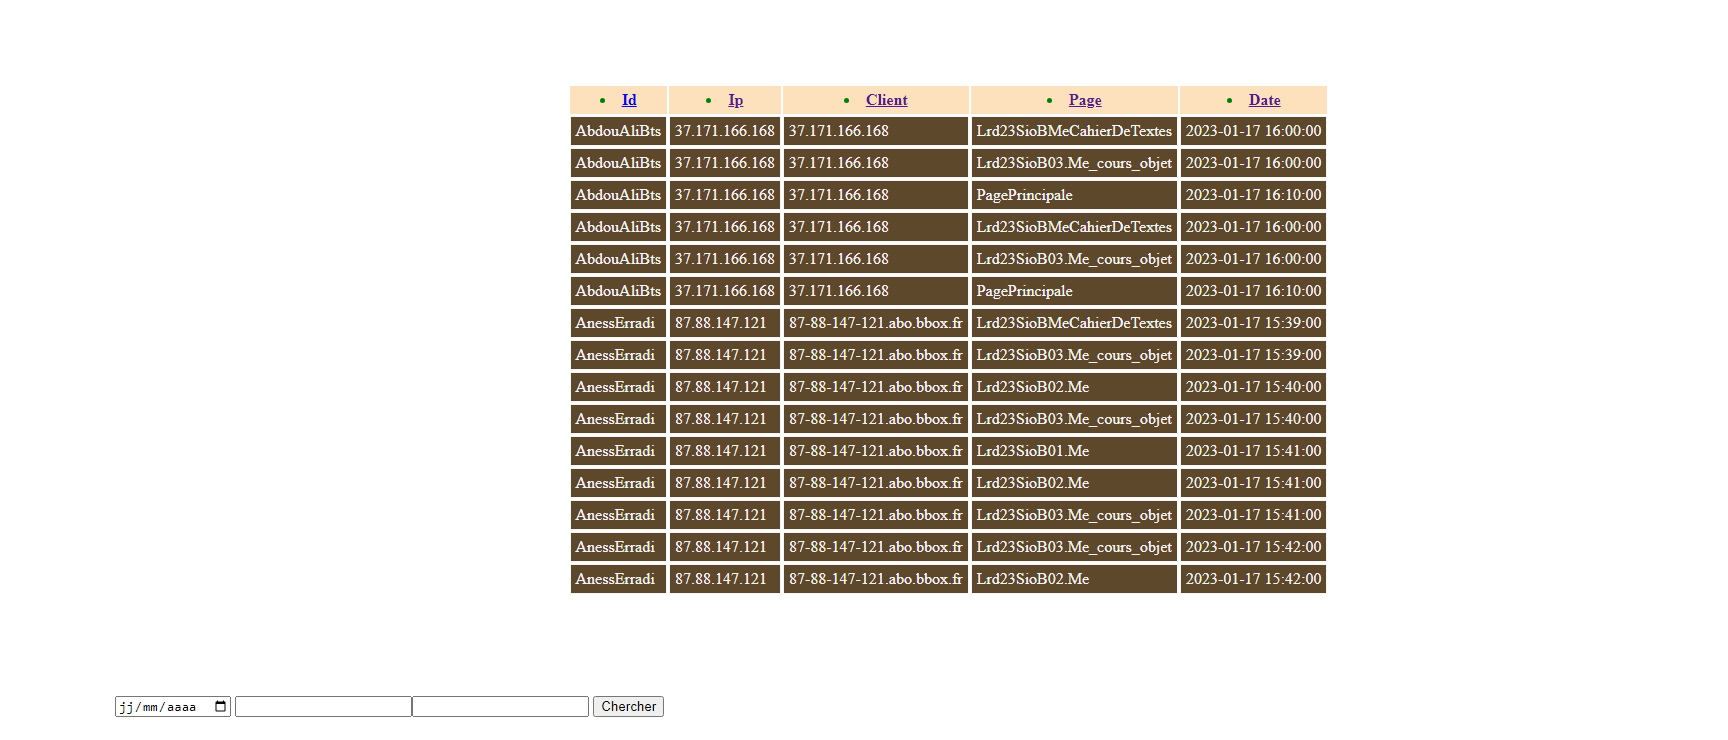 Id Ip Client Page Date
AbdouAliBts 37.171.166.168 37.171.166.168 Lrd23SioBMeCahierDeTextes 2023-01-17 16:00:00
AbdouAliBts 37.171.166.168 37.171.166.168 Lrd23SioB03.Me_cours_objet 2023-01-17 16:00:00
AbdouAliBts 37.171.166.168 37.171.166.168 PagePrincipale 2023-01-17 16:10:00
AbdouAliBts 37.171.166.168 37.171.166.168 Lrd23SioBMeCahierDeTextes 2023-01-17 16:00:00
AbdouAliBts 37.171.166.168 37.171.166.168 Lrd23SioB03.Me_cours_objet 2023-01-17 16:00:00
AbdouAliBts 37.171.166.168 37.171.166.168 PagePrincipale 2023-01-17 16:10:00
AnessErradi 87.88.147.121 87-88-147-121.abo.bbox.fr Lrd23SioBMeCahierDeTextes 2023-01-17 15:39:00
AnessErradi 87.88.147.121 87-88-147-121.abo.bbox.fr Lrd23SioB03.Me_cours_objet 2023-01-17 15:39:00
AnessErradi 87.88.147.121 87-88-147-121.abo.bbox.fr Lrd23SioB02.Me 2023-01-17 15:40:00
AnessErradi 87.88.147.121 87-88-147-121.abo.bbox.fr Lrd23SioB03.Me_cours_objet 2023-01-17 15:40:00
AnessErradi 87.88.147.121 87-88-147-121.abo.bbox.fr Lrd23SioB01.Me 2023-01-17 15:41:00
AnessErradi 87.88.147.121 87-88-147-121.abo.bbox.fr Lrd23SioB02.Me 2023-01-17 15:41:00
AnessErradi 87.88.147.121 87-88-147-121.abo.bbox.fr Lrd23SioB03.Me_cours_objet 2023-01-17 15:41:00
AnessErradi 87.88.147.121 87-88-147-121.abo.bbox.fr Lrd23SioB03.Me_cours_objet 2023-01-17 15:42:00
AnessErradi 87.88.147.121 87-88-147-121.abo.bbox.fr Lrd23SioB02.Me 2023-01-17 15:42:00
jj/mm/aaaa Chercher